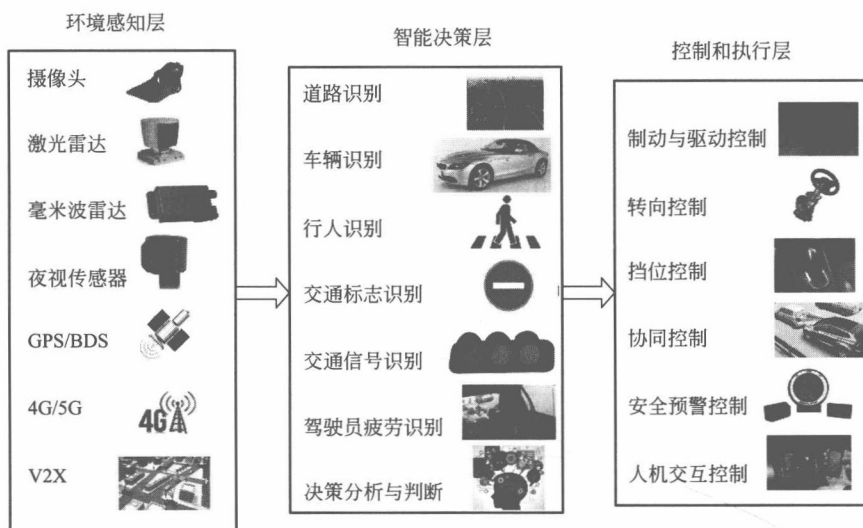 环境感知层
摄像头
激光雷达
毫米波雷达
夜视传感器
GPS/BDS
4G/5G
4G
V2X
智能决策层
道路识别
车辆识别
行人识别
交通标志识别
交通信号识别
驾驶员疲劳识别
决策分析与判断
控制和执行层
制动与驱动控制
转向控制
挡位控制
协同控制
安全预警控制
人机交互控制